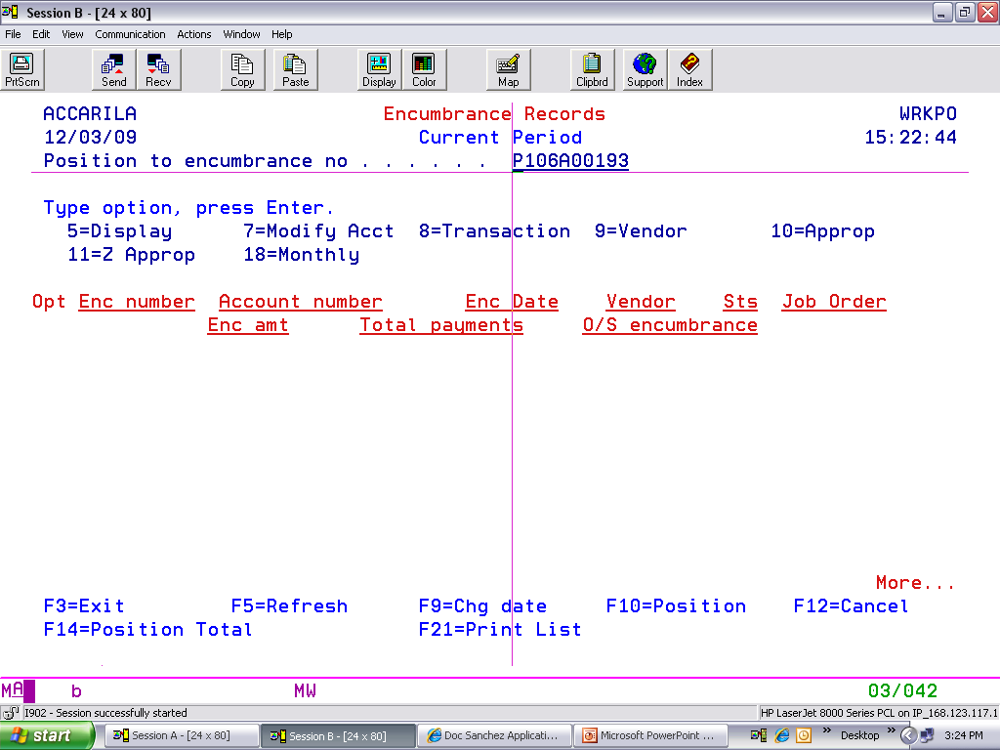 Session B - [24 x 80]
File Edit View Communication Actions Window Help
PrtScrn Send Recv Copy Paste Display Color Map Clipbrd Support Index
ACCARILA Encumbrance Records WRKPO
12/03/09 Current Period 15:22:44
Position to encumbrance no . . . . . . P106A00193
Type option, press Enter.
5=Display 7=Modify Acct 8=Transaction 9=Vendor 10=Approp
11=Z Approp 18=Monthly
Opt Enc number Account number Enc Date Vendor Sts Job Order
Enc amt Total payments O/S encumbrance
More...
F3=Exit F5=Refresh F9=Chg date F10=Position F12=Cancel
F14=Position Total F21=Print List
MA b MW 03/042
I902 - Session successfully started HP LaserJet 8000 Series PCL on IP_168.123.117.1
start Session A - [24 x 80] Session B - [24 x 80] Doc Sanchez Applicati... Microsoft PowerPoint ... » Desktop » 3:24 PM